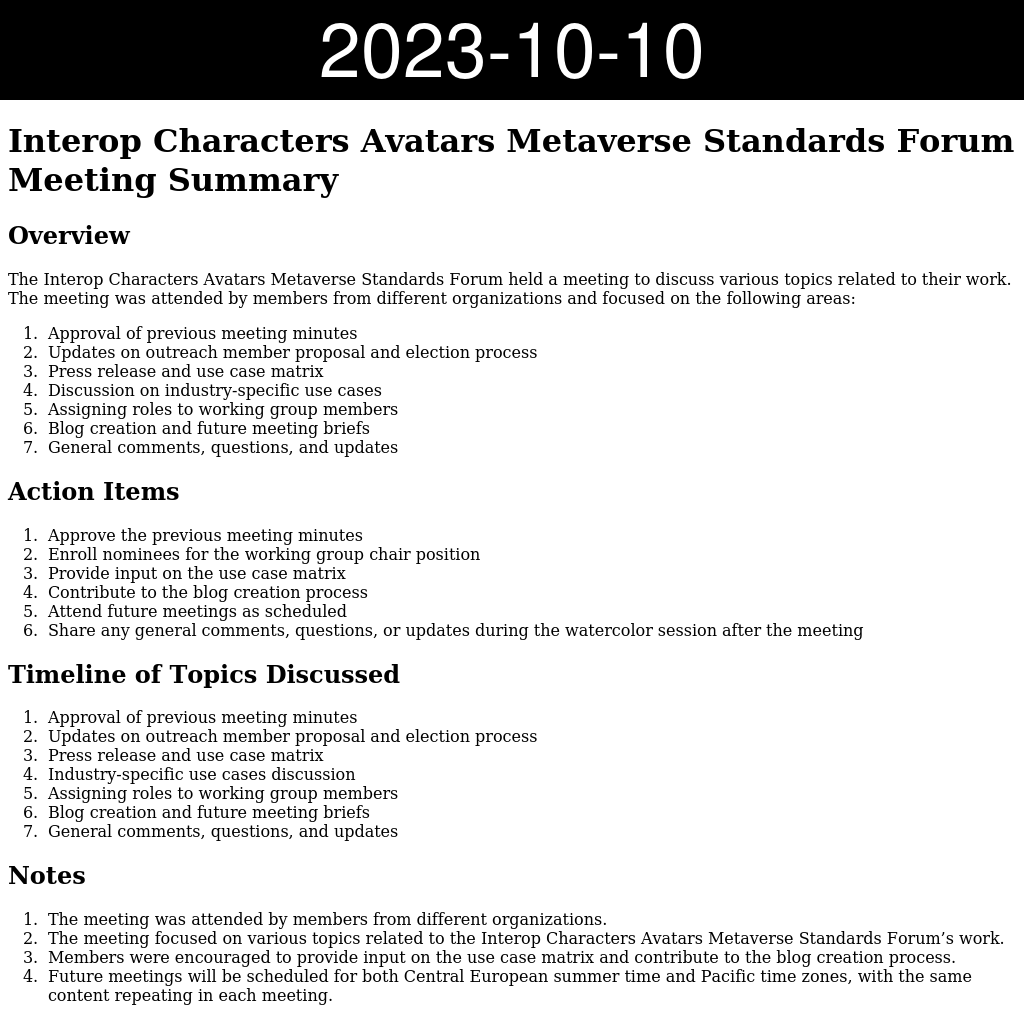 2023-10-10
Interop Characters Avatars Metaverse Standards Forum
Meeting Summary
Overview
The Interop Characters Avatars Metaverse Standards Forum held a meeting to discuss various topics related to their work.
The meeting was attended by members from different organizations and focused on the following areas:
1. Approval of previous meeting minutes
2. Updates on outreach member proposal and election process
3. Press release and use case matrix
4. Discussion on industry-specific use cases
5. Assigning roles to working group members
6. Blog creation and future meeting briefs
7. General comments, questions, and updates
Action Items
1. Approve the previous meeting minutes
2. Enroll nominees for the working group chair position
3. Provide input on the use case matrix
4. Contribute to the blog creation process
5. Attend future meetings as scheduled
6. Share any general comments, questions, or updates during the watercolor session after the meeting
Timeline of Topics Discussed
1. Approval of previous meeting minutes
2. Updates on outreach member proposal and election process
3. Press release and use case matrix
4. Industry-specific use cases discussion
5. Assigning roles to working group members
6. Blog creation and future meeting briefs
7. General comments, questions, and updates
Notes
1. The meeting was attended by members from different organizations.
2. The meeting focused on various topics related to the Interop Characters Avatars Metaverse Standards Forum’s work.
3. Members were encouraged to provide input on the use case matrix and contribute to the blog creation process.
4. Future meetings will be scheduled for both Central European summer time and Pacific time zones, with the same
content repeating in each meeting.